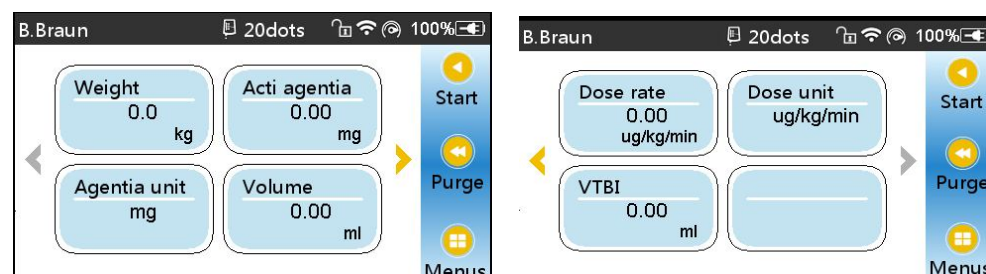 B.Braun 20dots 100%
Weight
0.0
kg
Acti agentia
0.00
mg
Agentia unit
mg
Volume
0.00
ml
Start
Purge
Menus
B.Braun 20dots 100%
Dose rate
0.00
ug/kg/min
Dose unit
ug/kg/min
VTBI
0.00
ml
Start
Purge
Menus